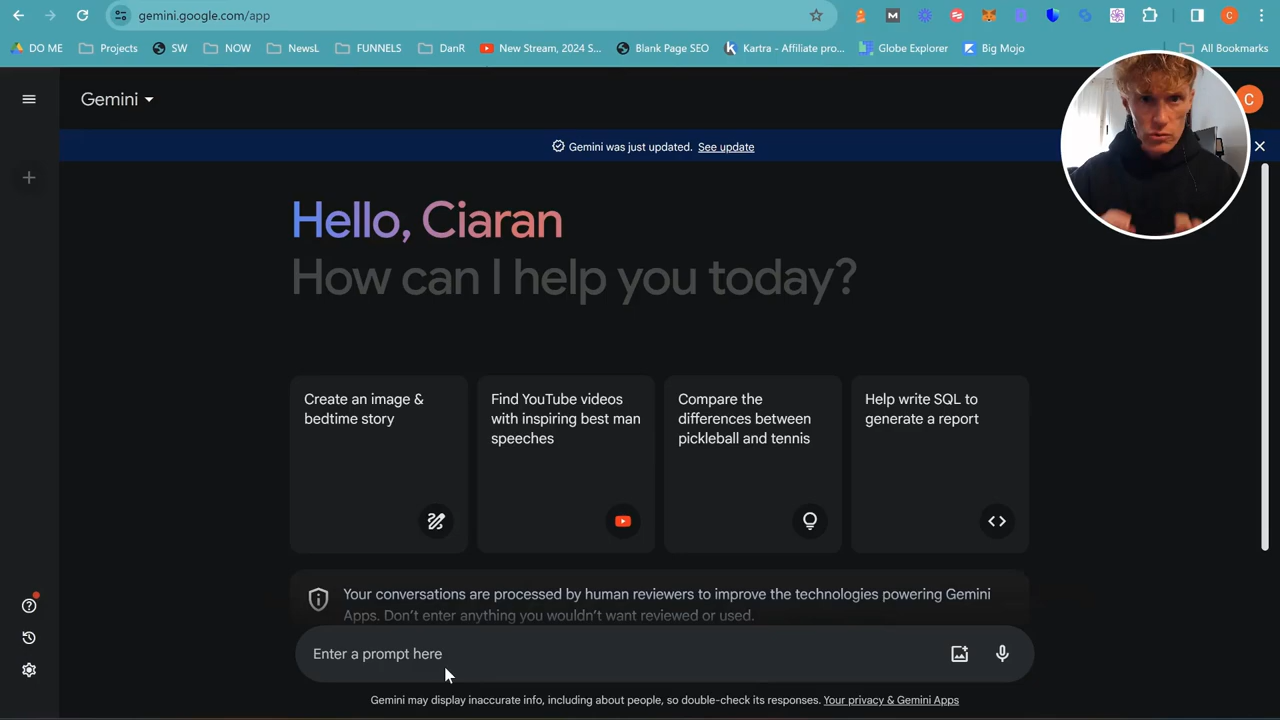 gemini.google.com/app
C
DO ME Projects SW NOW NewsL FUNNELS DanR New Stream, 2024 S... Blank Page SEO Kartra - Affiliate pro... Globe Explorer Big Mojo All Bookmarks
Gemini
C
Gemini was just updated. See update
Hello, Ciaran
How can I help you today?
Create an image &
bedtime story
Find YouTube videos
with inspiring best man
speeches
Compare the
differences between
pickleball and tennis
Help write SQL to
generate a report
Your conversations are processed by human reviewers to improve the technologies powering Gemini
Apps. Don't enter anything you wouldn't want reviewed or used.
Enter a prompt here
Gemini may display inaccurate info, including about people, so double-check its responses. Your privacy & Gemini Apps